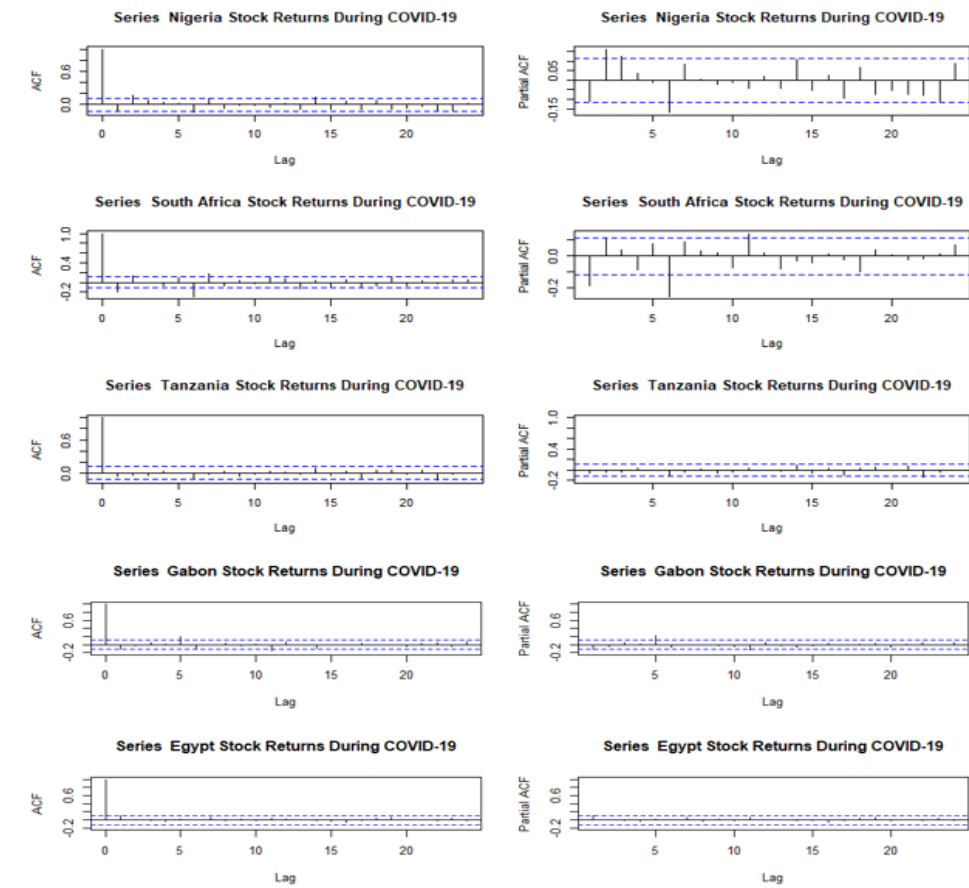 Series Nigeria Stock Returns During COVID-19
ACF
0.0 0.6
0 5 10 15 20
Lag
Series Nigeria Stock Returns During COVID-19
Partial ACF
-0.15 0.05
5 10 15 20
Lag
Series South Africa Stock Returns During COVID-19
ACF
-0.2 0.4 1.0
0 5 10 15 20
Lag
Series South Africa Stock Returns During COVID-19
Partial ACF
-0.2 0.0
5 10 15 20
Lag
Series Tanzania Stock Returns During COVID-19
ACF
0.0 0.6
0 5 10 15 20
Lag
Series Tanzania Stock Returns During COVID-19
Partial ACF
-0.2 0.4 1.0
5 10 15 20
Lag
Series Gabon Stock Returns During COVID-19
ACF
-0.2 0.6
0 5 10 15 20
Lag
Series Gabon Stock Returns During COVID-19
Partial ACF
-0.2 0.6
5 10 15 20
Lag
Series Egypt Stock Returns During COVID-19
ACF
-0.2 0.6
0 5 10 15 20
Lag
Series Egypt Stock Returns During COVID-19
Partial ACF
-0.2 0.6
5 10 15 20
Lag